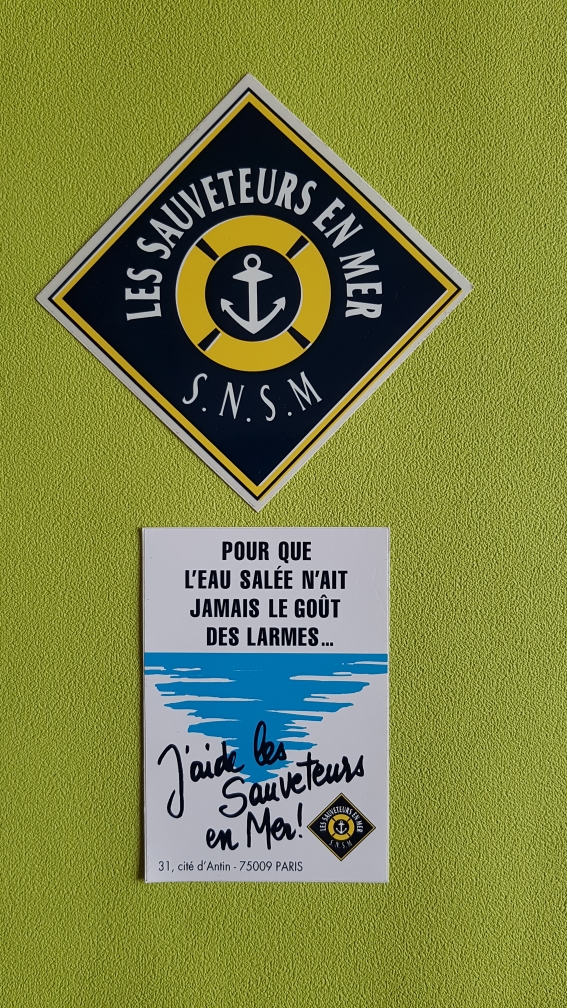 LES SAUVETEURS EN MER
S.N.S.M
POUR QUE
L'EAU SALÉE N'AIT
JAMAIS LE GOÛT
DES LARMES...
J'aide les
Sauveteurs
en Mer!
LES SAUVETEURS EN MER
S.N.S.M
31, cité d'Antin - 75009 PARIS